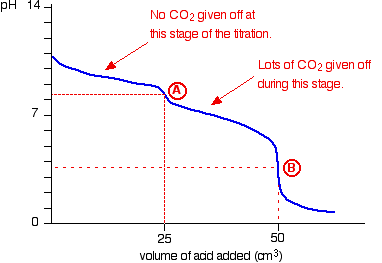 pH
14
No CO₂ given off at
this stage of the titration.
Lots of CO₂ given off
during this stage.
A
7
B
0
25
50
volume of acid added (cm³)